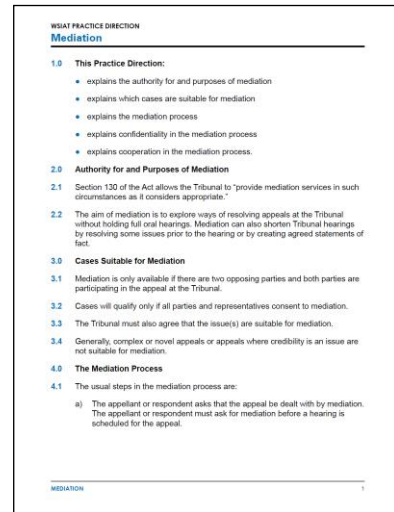 WSIAT PRACTICE DIRECTION
Mediation
1.0 This Practice Direction:
• explains the authority for and purposes of mediation
• explains which cases are suitable for mediation
• explains the mediation process
• explains confidentiality in the mediation process
• explains cooperation in the mediation process.
2.0 Authority for and Purposes of Mediation
2.1 Section 130 of the Act allows the Tribunal to “provide mediation services in such
circumstances as it considers appropriate.”
2.2 The aim of mediation is to explore ways of resolving appeals at the Tribunal
without holding full oral hearings. Mediation can also shorten Tribunal hearings
by resolving some issues prior to the hearing or by creating agreed statements of
fact.
3.0 Cases Suitable for Mediation
3.1 Mediation is only available if there are two opposing parties and both parties are
participating in the appeal at the Tribunal.
3.2 Cases will qualify only if all parties and representatives consent to mediation.
3.3 The Tribunal must also agree that the issue(s) are suitable for mediation.
3.4 Generally, complex or novel appeals or appeals where credibility is an issue are
not suitable for mediation.
4.0 The Mediation Process
4.1 The usual steps in the mediation process are:
a) The appellant or respondent asks that the appeal be dealt with by mediation.
The appellant or respondent must ask for mediation before a hearing is
scheduled for the appeal.
MEDIATION 1